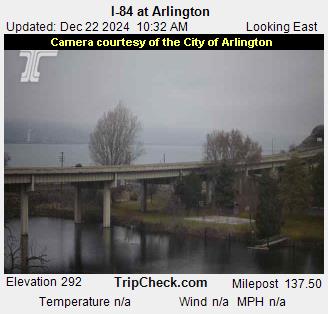 I-84 at Arlington
Updated: Dec 22 2024 10:32 AM Looking East
Camera courtesy of the City of Arlington
Elevation 292 TripCheck.com Milepost 137.50
Temperature n/a Wind n/a MPH n/a